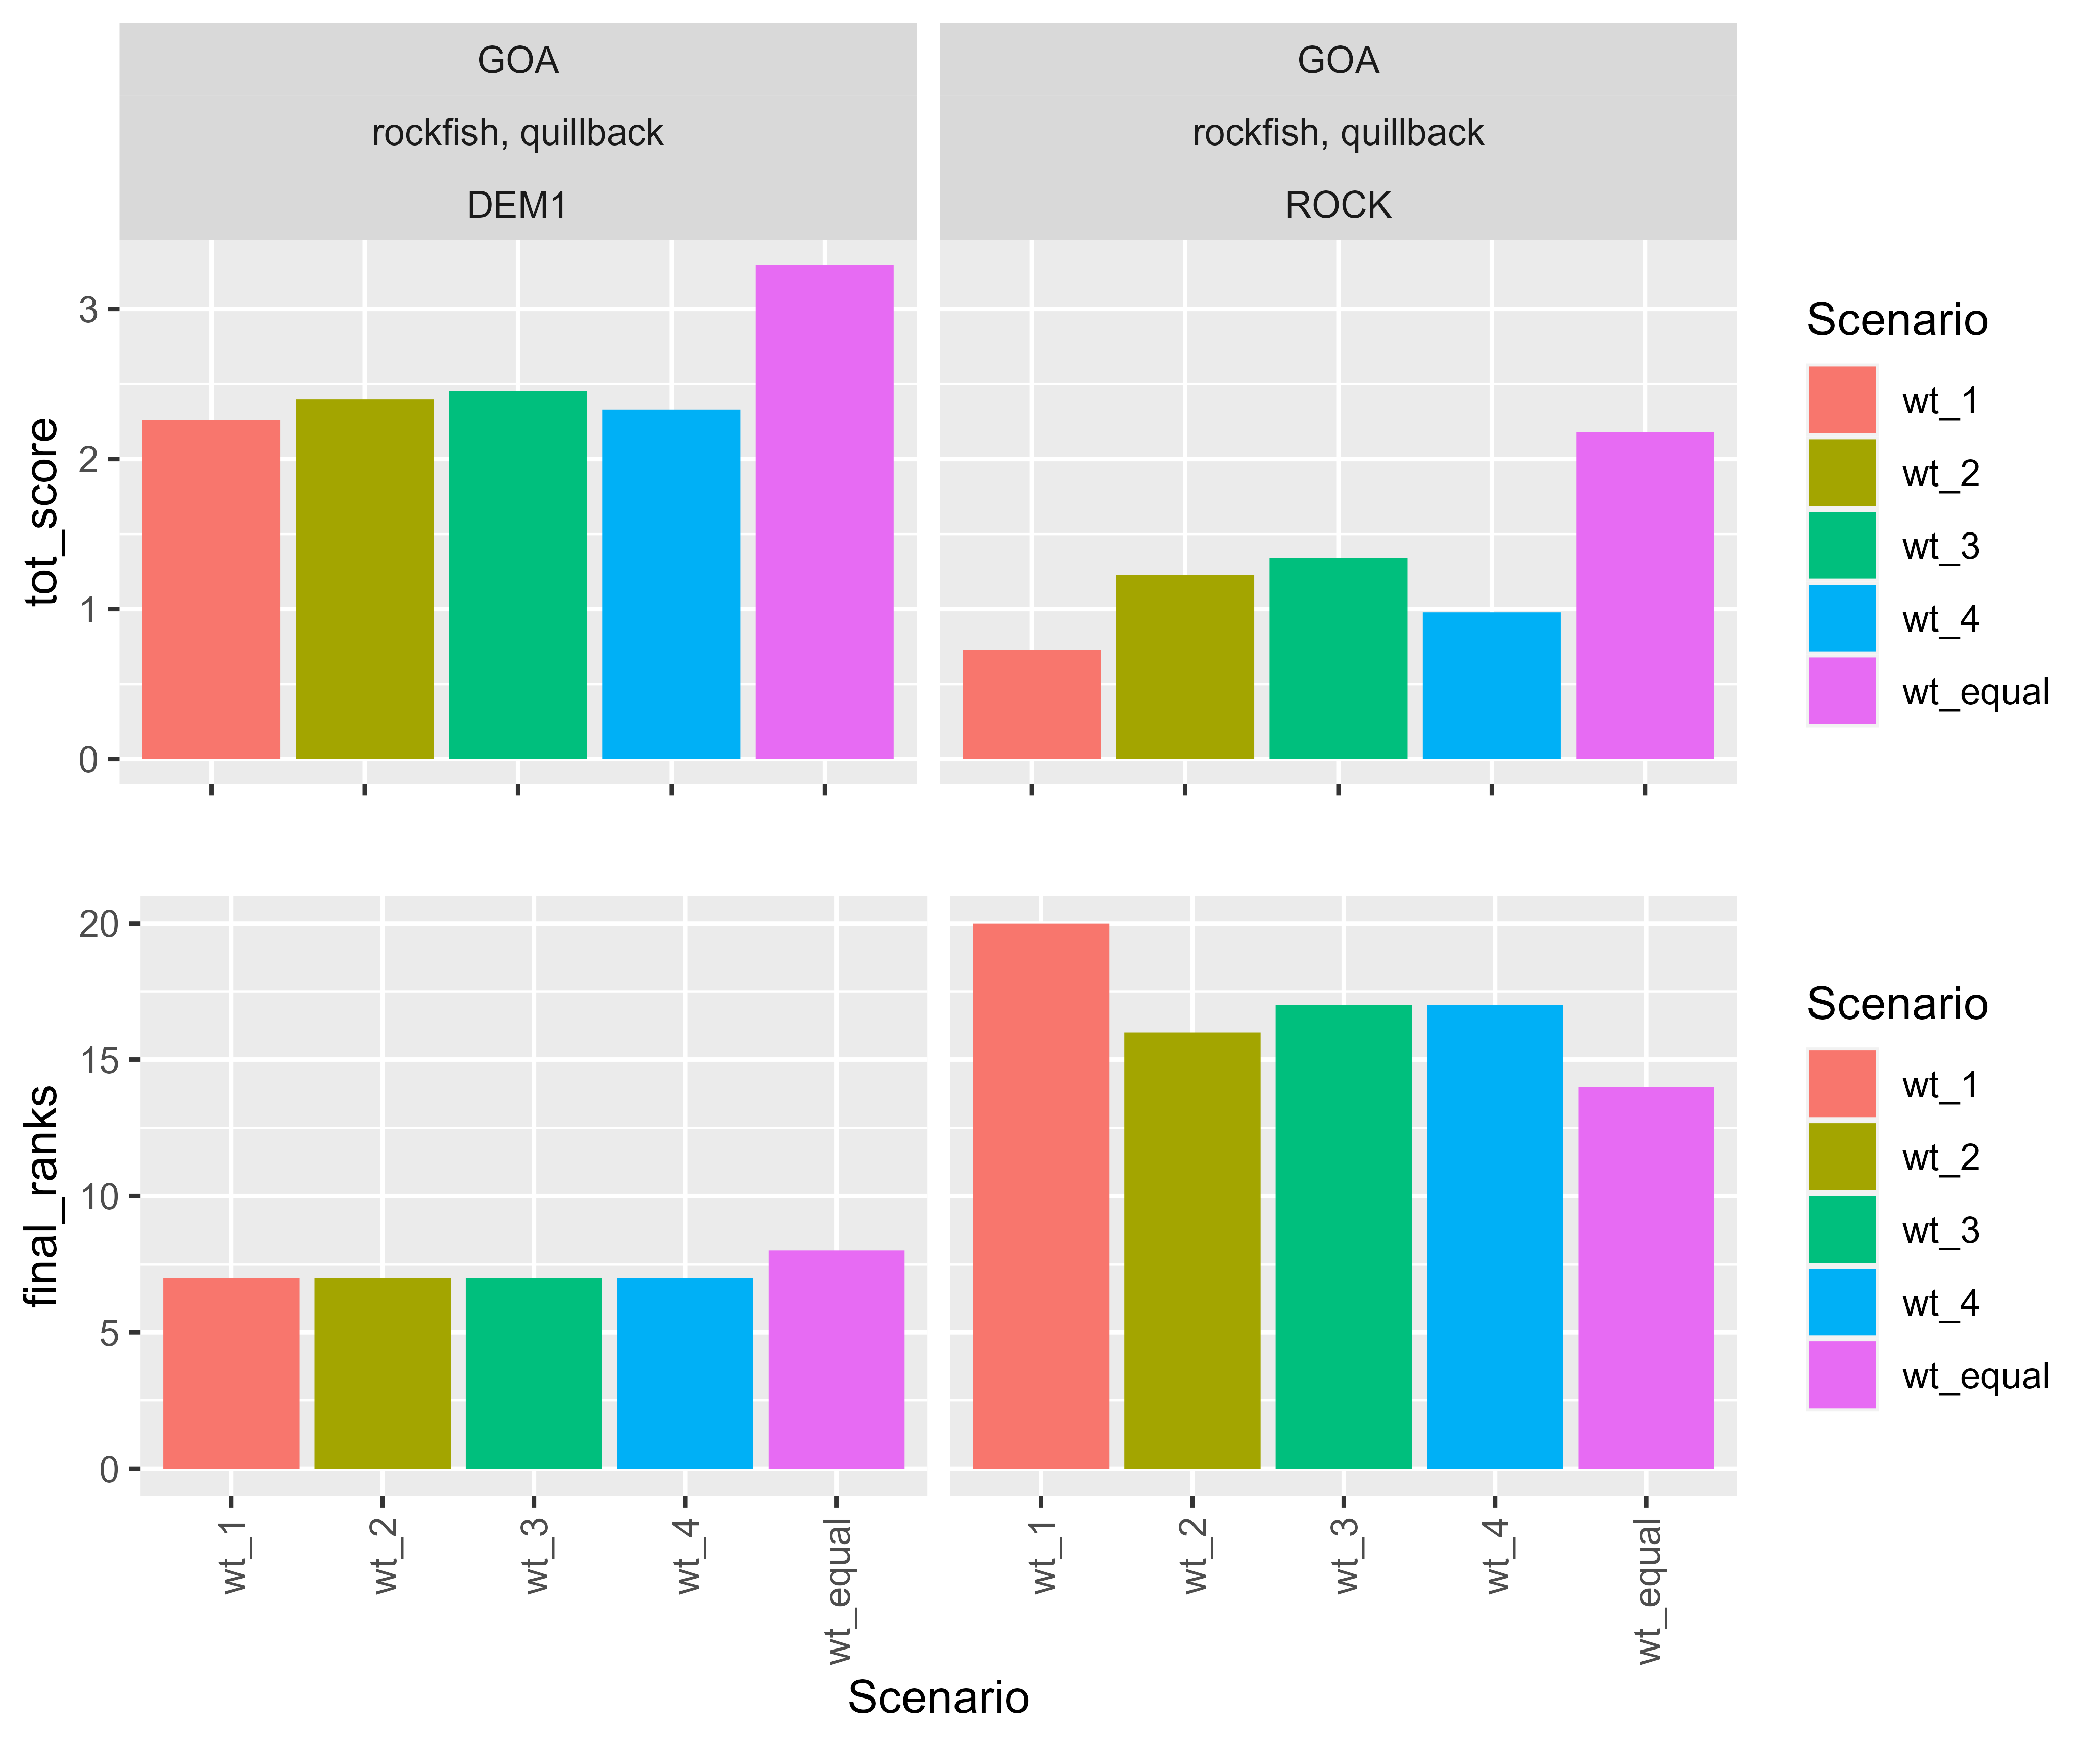 GOA
rockfish, quillback
DEM1
GOA
rockfish, quillback
ROCK
tot_score
3
2
1
0
Scenario
wt_1
wt_2
wt_3
wt_4
wt_equal
final_ranks
20
15
10
5
0
wt_1
wt_2
wt_3
wt_4
wt_equal
wt_1
wt_2
wt_3
wt_4
wt_equal
Scenario
Scenario
wt_1
wt_2
wt_3
wt_4
wt_equal